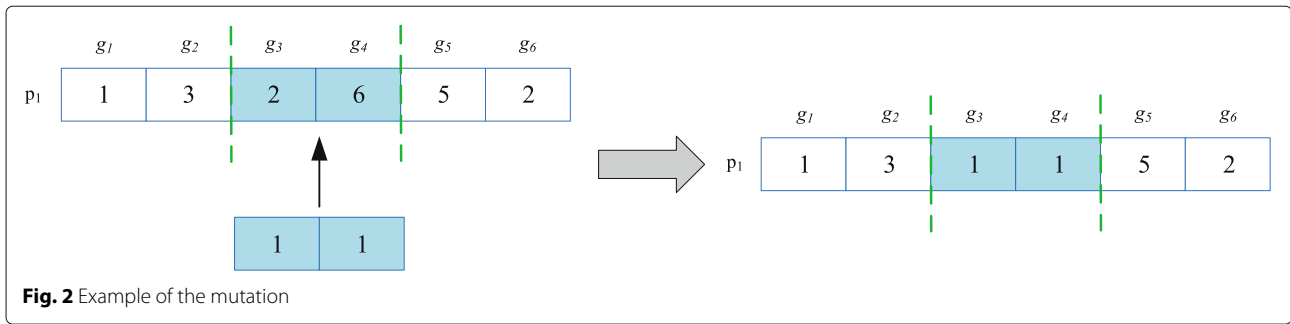 g1 g2 g3 g4 g5 g6
p1 1 3 2 6 5 2
1 1
g1 g2 g3 g4 g5 g6
p1 1 3 1 1 5 2
Fig. 2 Example of the mutation